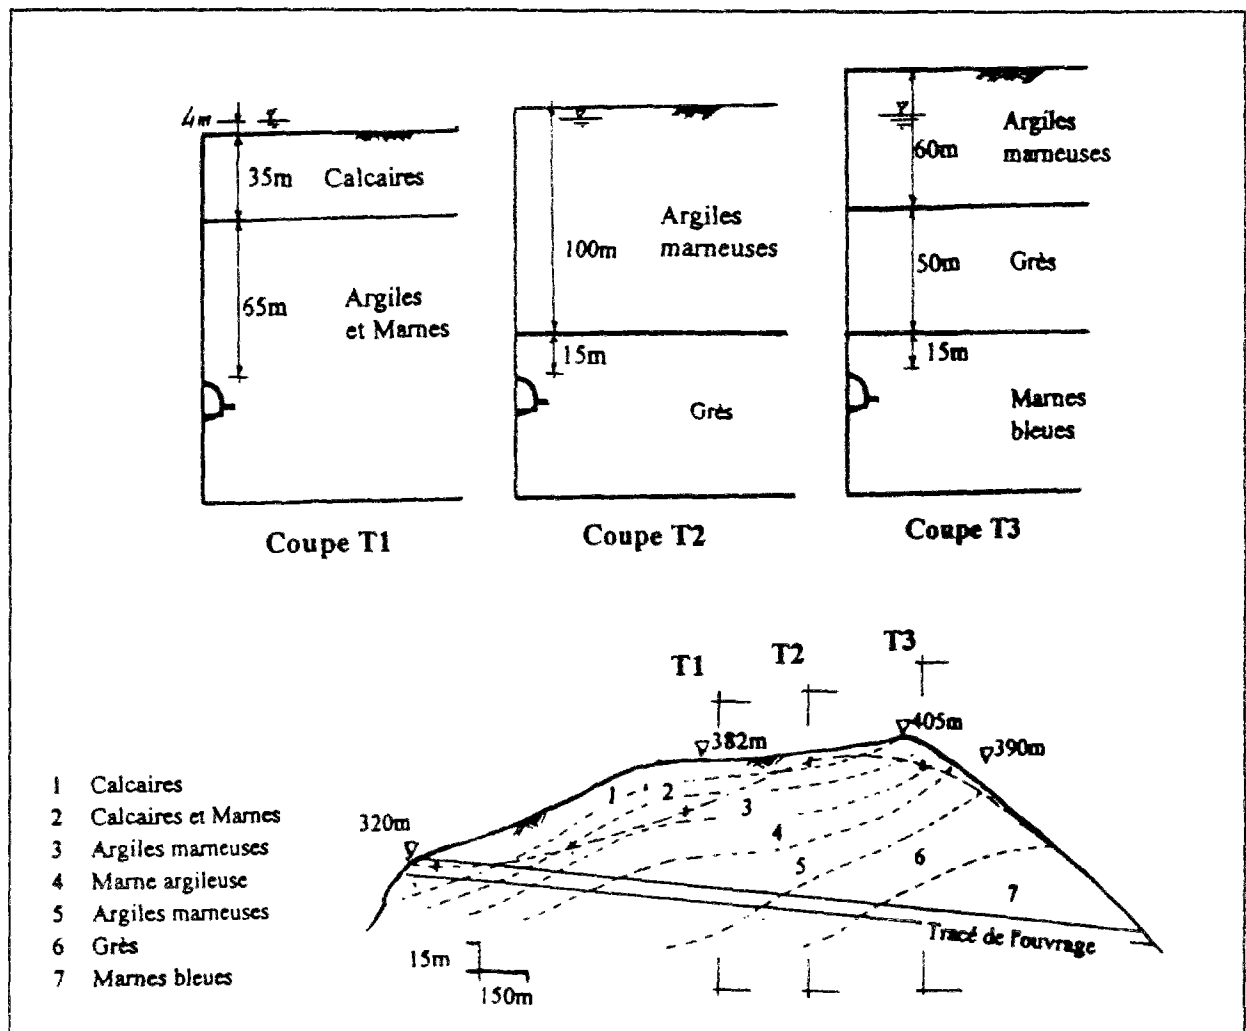 4m
35m
Calcaires
65m
Argiles
et Marnes
Coupe T1
100m
Argiles
marneuses
15m
Grès
Coupe T2
60m
Argiles
marneuses
50m
Grès
15m
Marnes
bleues
Coupe T3
T1
T2
T3
320m
382m
405m
390m
1
2
3
4
5
6
7
Tracé de l'ouvrage
15m
150m
1 Calcaires
2 Calcaires et Marnes
3 Argiles marneuses
4 Marne argileuse
5 Argiles marneuses
6 Grès
7 Marnes bleues